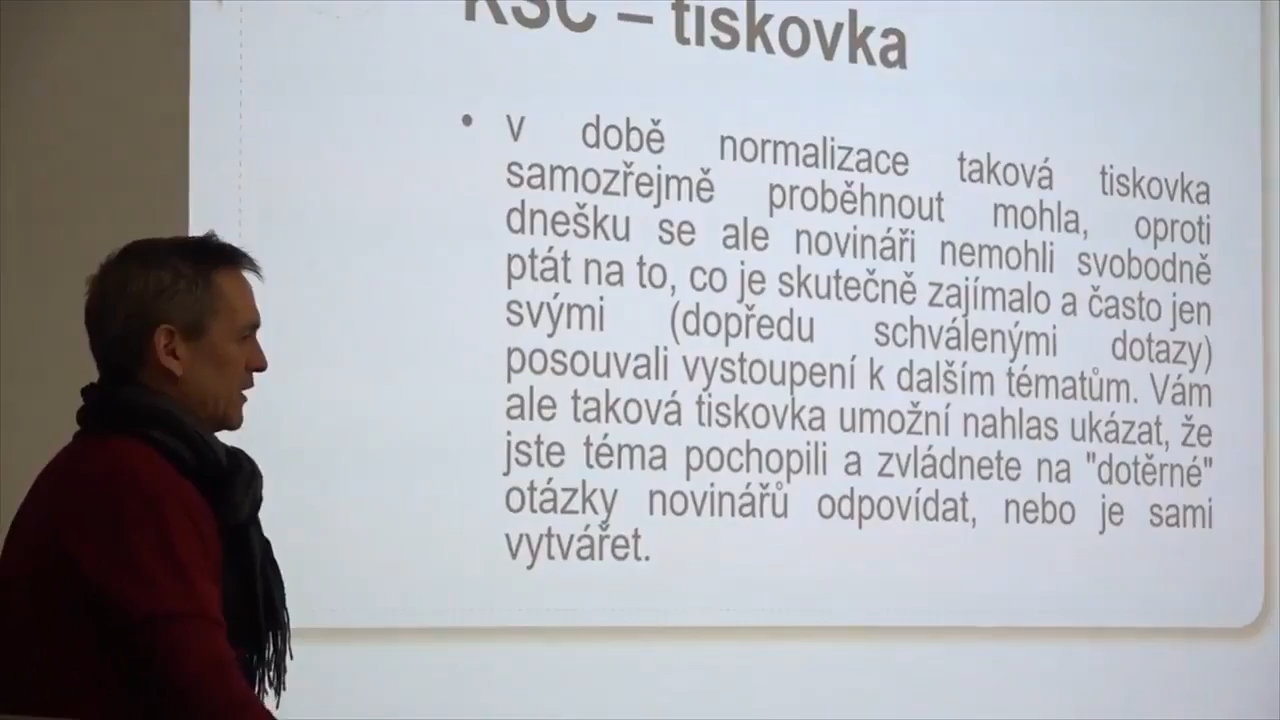 KSČ – tiskovka
• v době normalizace taková tiskovka
samozřejmě proběhnout mohla, oproti
dnešku se ale novináři nemohli svobodně
ptát na to, co je skutečně zajímalo a často jen
svými (dopředu schválenými dotazy)
posouvali vystoupení k dalším tématům. Vám
ale taková tiskovka umožní nahlas ukázat, že
jste téma pochopili a zvládnete na "dotěrné"
otázky novinářů odpovídat, nebo je sami
vytvářet.